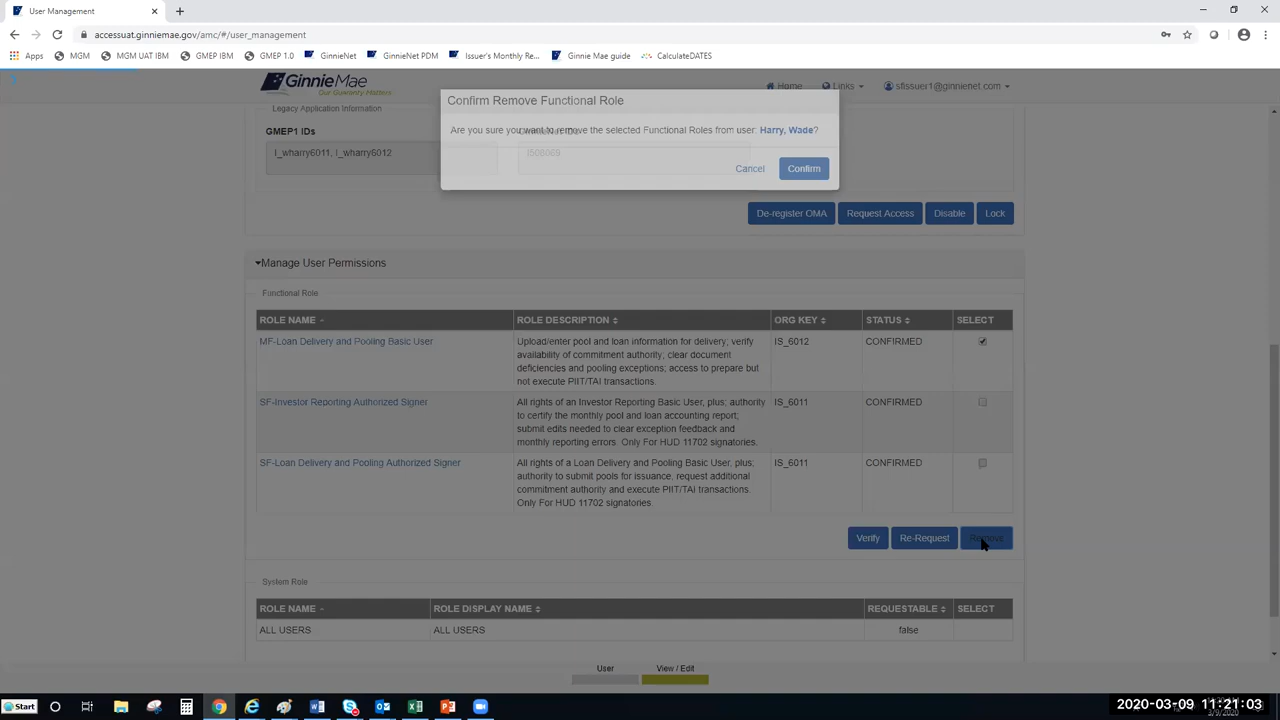 User Management
accessuat.ginniemae.gov/amc/#/user_management
Apps MGM MGM UAT IBM GMEP IBM GMEP 1.0 GinnieNet GinnieNet PDM Issuer's Monthly Re... Ginnie Mae guide CalculateDATES
GinnieMae
Our Guaranty Matters
Home Links sfissuer1@ginnienet.com
Confirm Remove Functional Role
Are you sure you want to remove the selected Functional Roles from user: Harry, Wade?
Cancel Confirm
Legacy Application Information
GMEP1 IDs
I_wharry6011, I_wharry6012
I508069
De-register OMA Request Access Disable Lock
Manage User Permissions
Functional Role
ROLE NAME ROLE DESCRIPTION ORG KEY STATUS SELECT
MF-Loan Delivery and Pooling Basic User Upload/enter pool and loan information for delivery; verify IS_6012 CONFIRMED
availability of commitment authority; clear document
deficiencies and pooling exceptions; access to prepare but
not execute PIIT/TAI transactions.
SF-Investor Reporting Authorized Signer All rights of an Investor Reporting Basic User, plus; authority IS_6011 CONFIRMED
to certify the monthly pool and loan accounting report;
submit edits needed to clear exception feedback and
monthly reporting errors Only For HUD 11702 signatories.
SF-Loan Delivery and Pooling Authorized Signer All rights of a Loan Delivery and Pooling Basic User, plus; IS_6011 CONFIRMED
authority to submit pools for issuance, request additional
commitment authority and execute PIIT/TAI transactions.
Only For HUD 11702 signatories.
Verify Re-Request Remove
System Role
ROLE NAME ROLE DISPLAY NAME REQUESTABLE SELECT
ALL USERS ALL USERS false
User View / Edit
Start
2020-03-09 11:21:03
3/9/2020